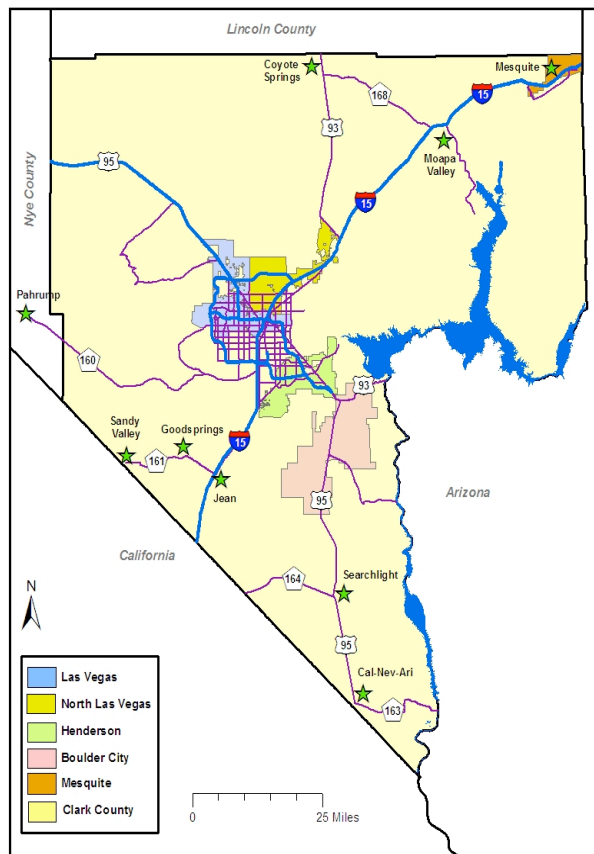 Lincoln County
Coyote
Springs
Mesquite
168
15
93
Moapa
Valley
95
15
Nye County
Pahrump
160
93
Sandy
Valley
Goodsprings
15
161
Jean
95
Arizona
California
164
Searchlight
N
95
Cal-Nev-Ari
163
Las Vegas
North Las Vegas
Henderson
Boulder City
Mesquite
Clark County
0 25 Miles